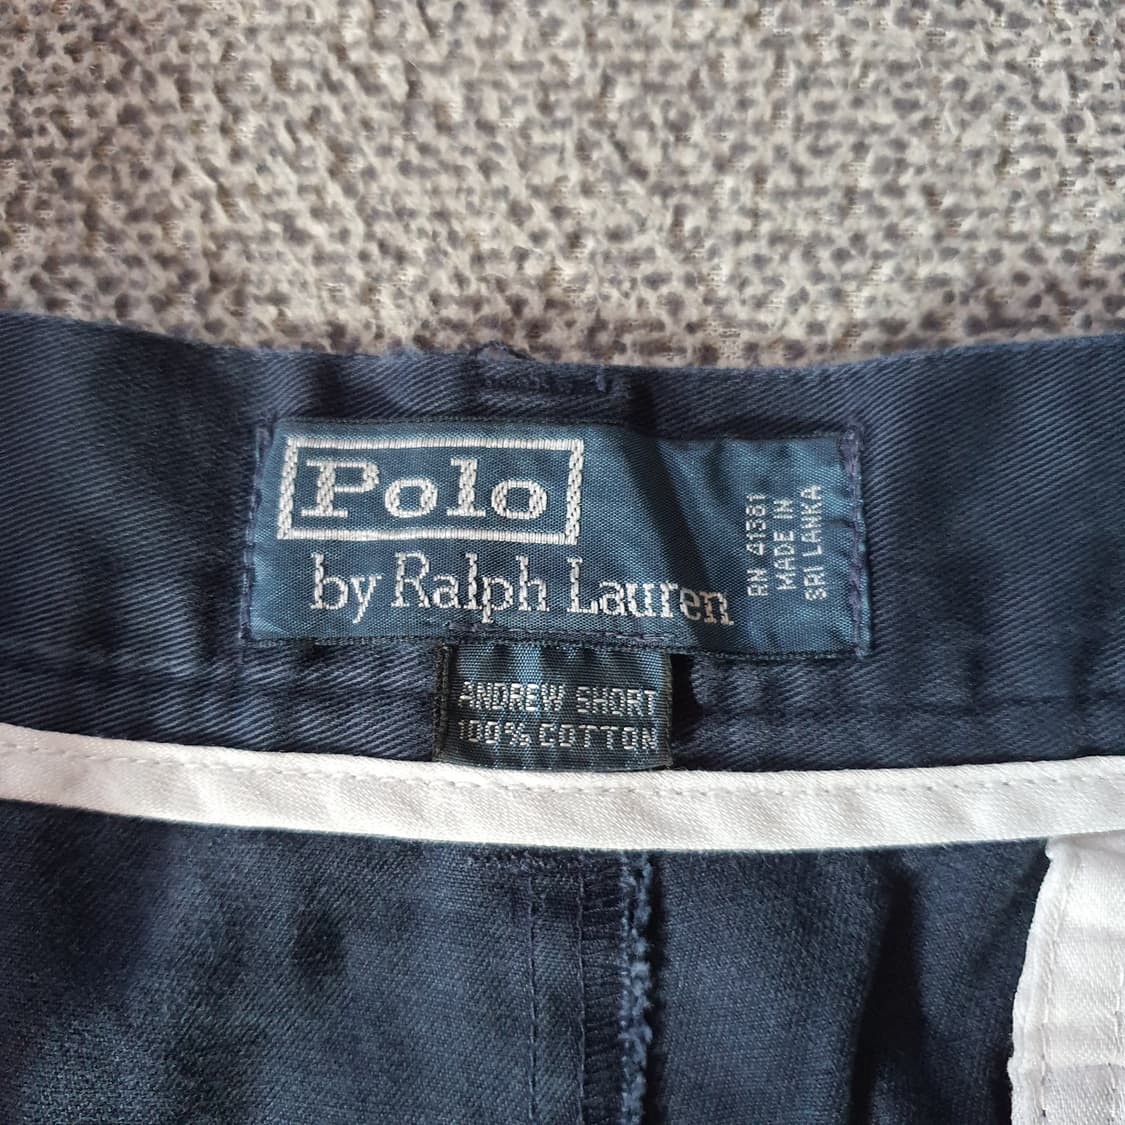 Polo
by Ralph Lauren
RN 41381
MADE IN
SRI LANKA
ANDREW SHORT
100% COTTON